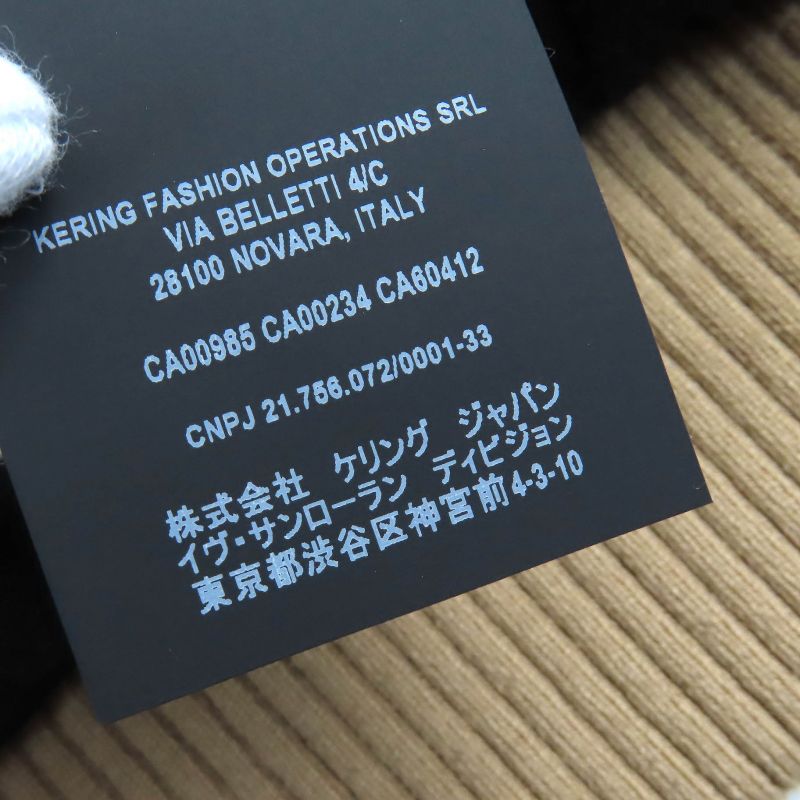 KERING FASHION OPERATIONS SRL
VIA BELLETTI 4/C
28100 NOVARA, ITALY
CA00985 CA00234 CA60412
CNPJ 21.756.072/0001-33
株式会社 ケリング ジャパン
イヴ・サンローラン ディビジョン
東京都渋谷区神宮前4-3-10